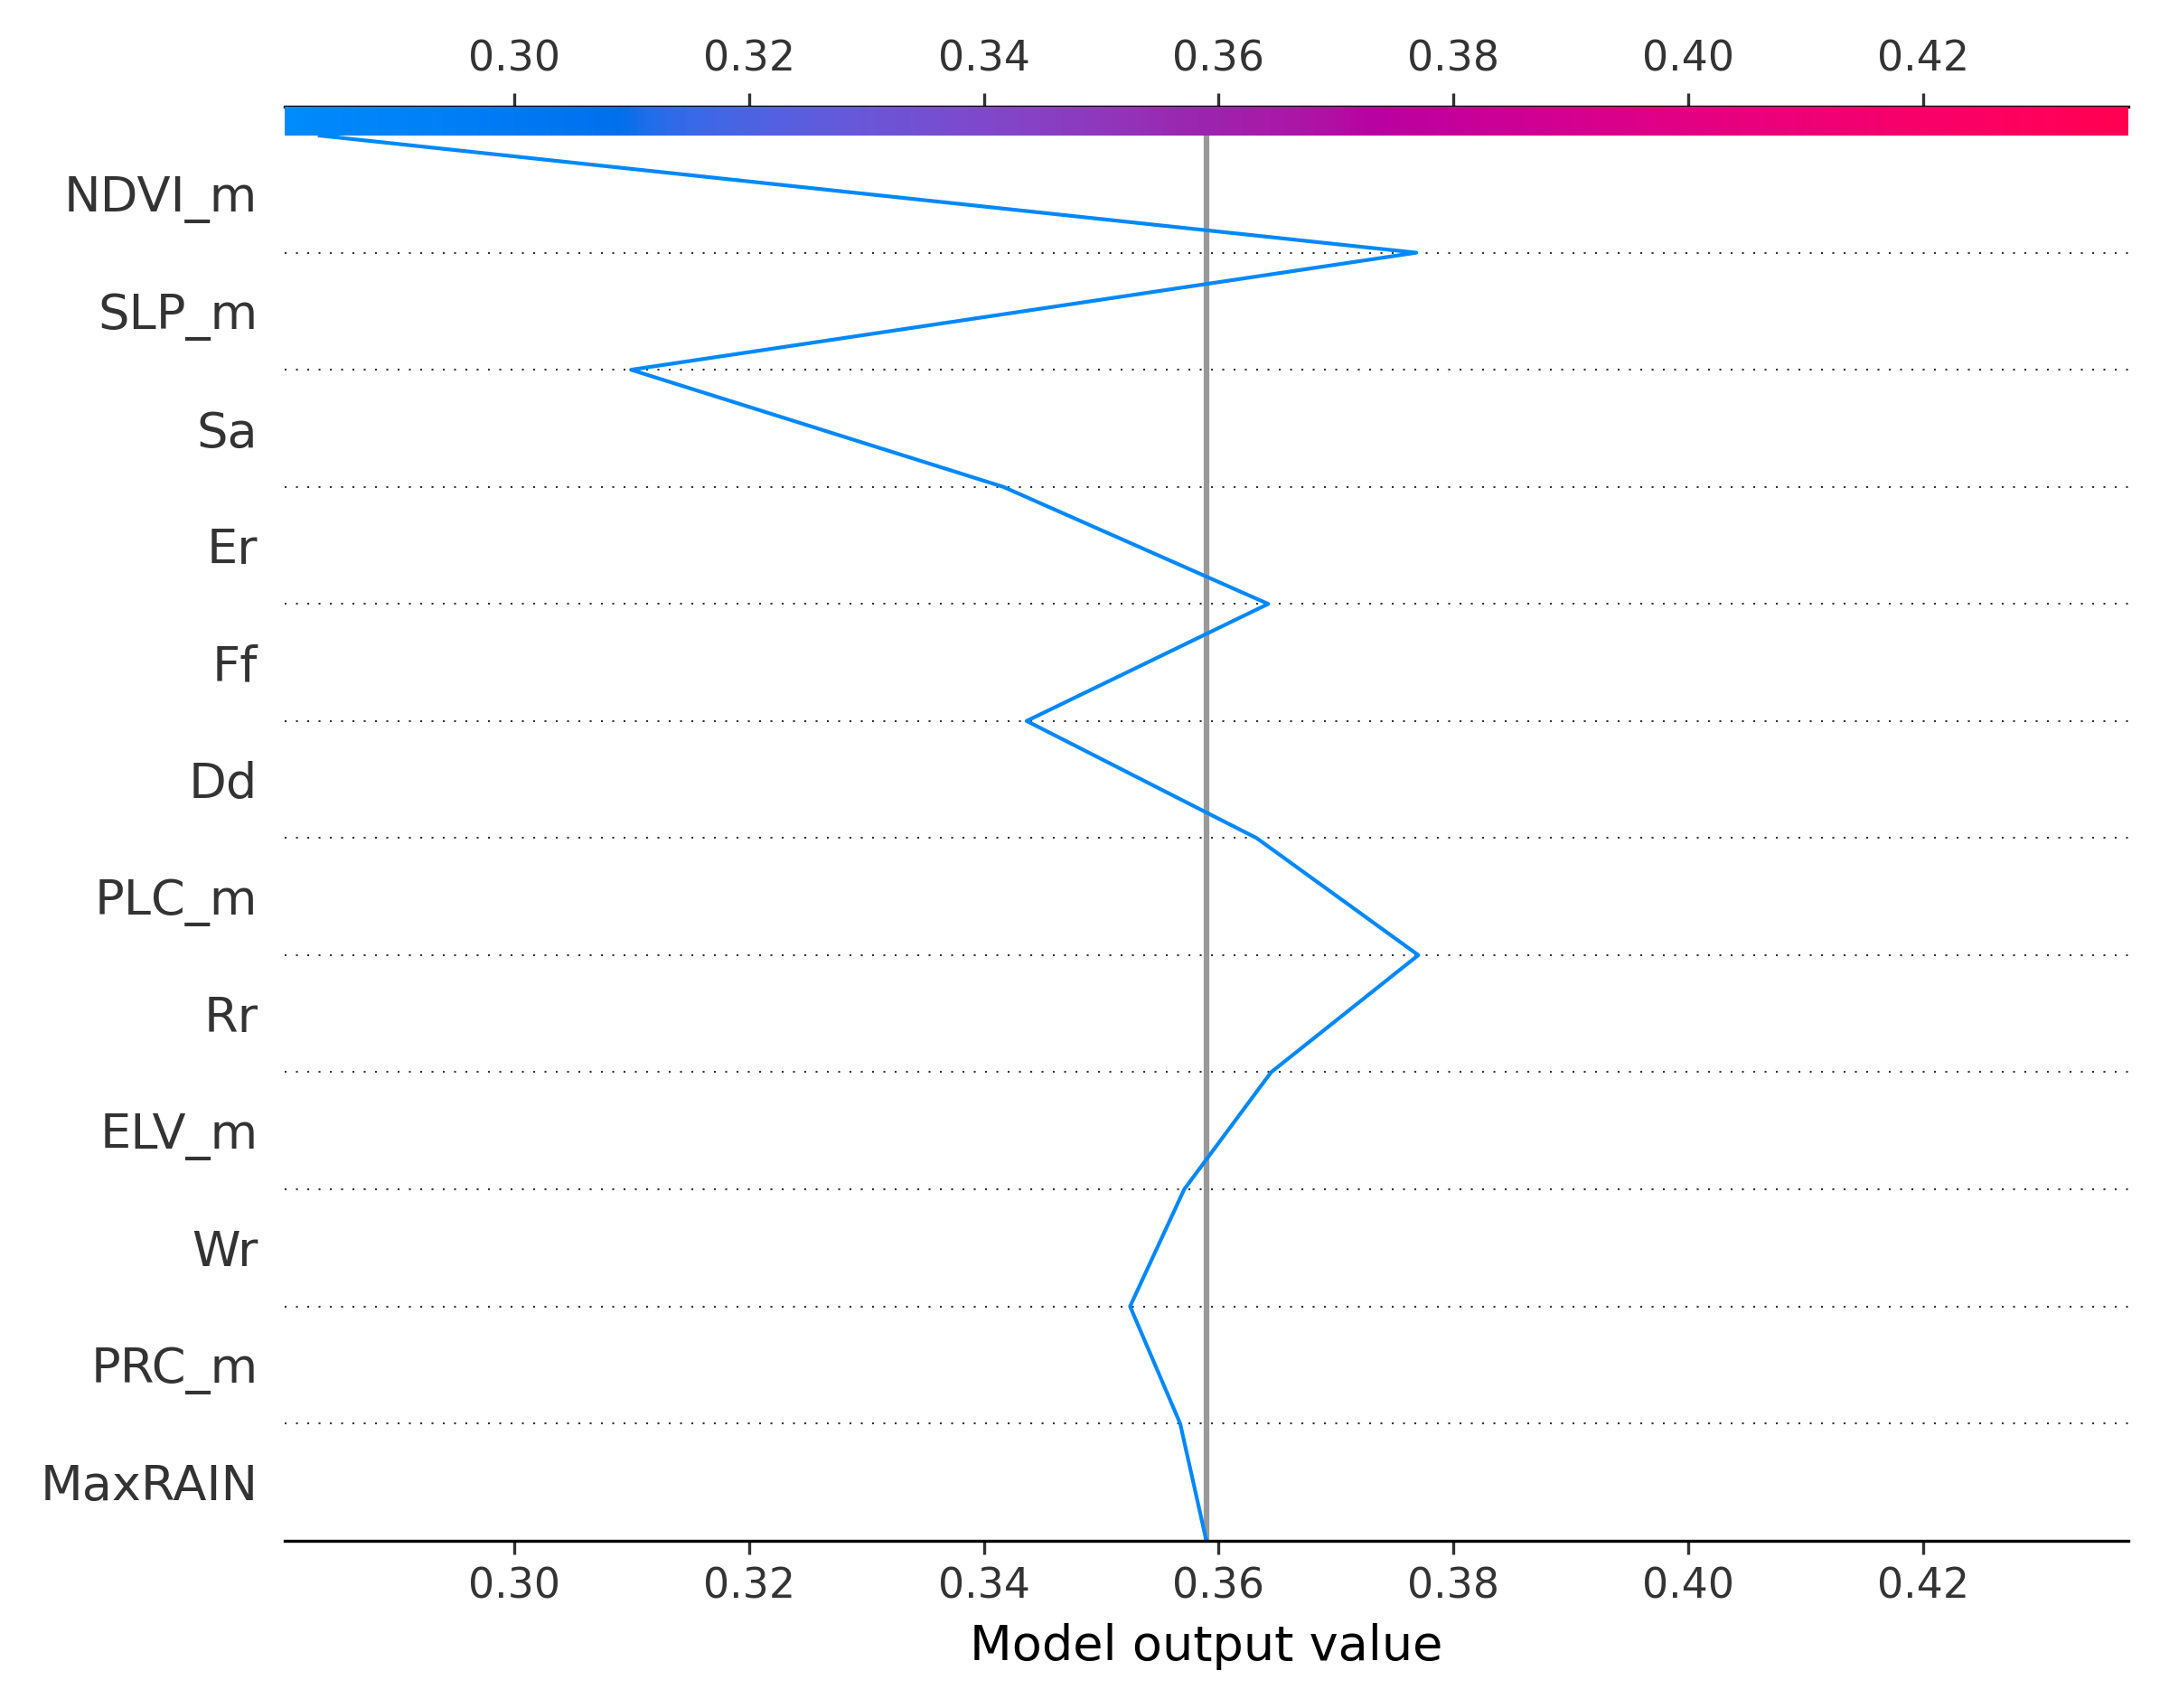 0.30 0.32 0.34 0.36 0.38 0.40 0.42
NDVI_m
SLP_m
Sa
Er
Ff
Dd
PLC_m
Rr
ELV_m
Wr
PRC_m
MaxRAIN
0.30 0.32 0.34 0.36 0.38 0.40 0.42
Model output value